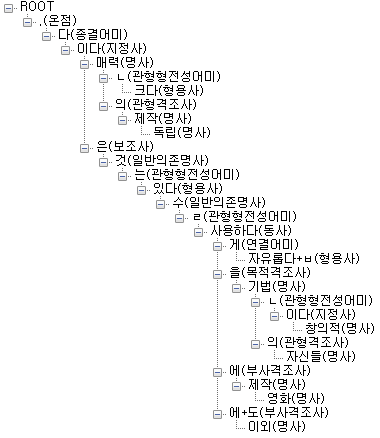 ROOT
.(온점)
다(종결어미)
이다(지정사)
매력(명사)
ㄴ(관형형전성어미)
크다(형용사)
의(관형격조사)
제작(명사)
독립(명사)
은(보조사)
것(일반의존명사)
는(관형형전성어미)
있다(형용사)
수(일반의존명사)
ㄹ(관형형전성어미)
사용하다(동사)
게(연결어미)
자유롭다+ㅂ(형용사)
을(목적격조사)
기법(명사)
ㄴ(관형형전성어미)
이다(지정사)
창의적(명사)
의(관형격조사)
자신들(명사)
에(부사격조사)
제작(명사)
영화(명사)
에+도(부사격조사)
이외(명사)